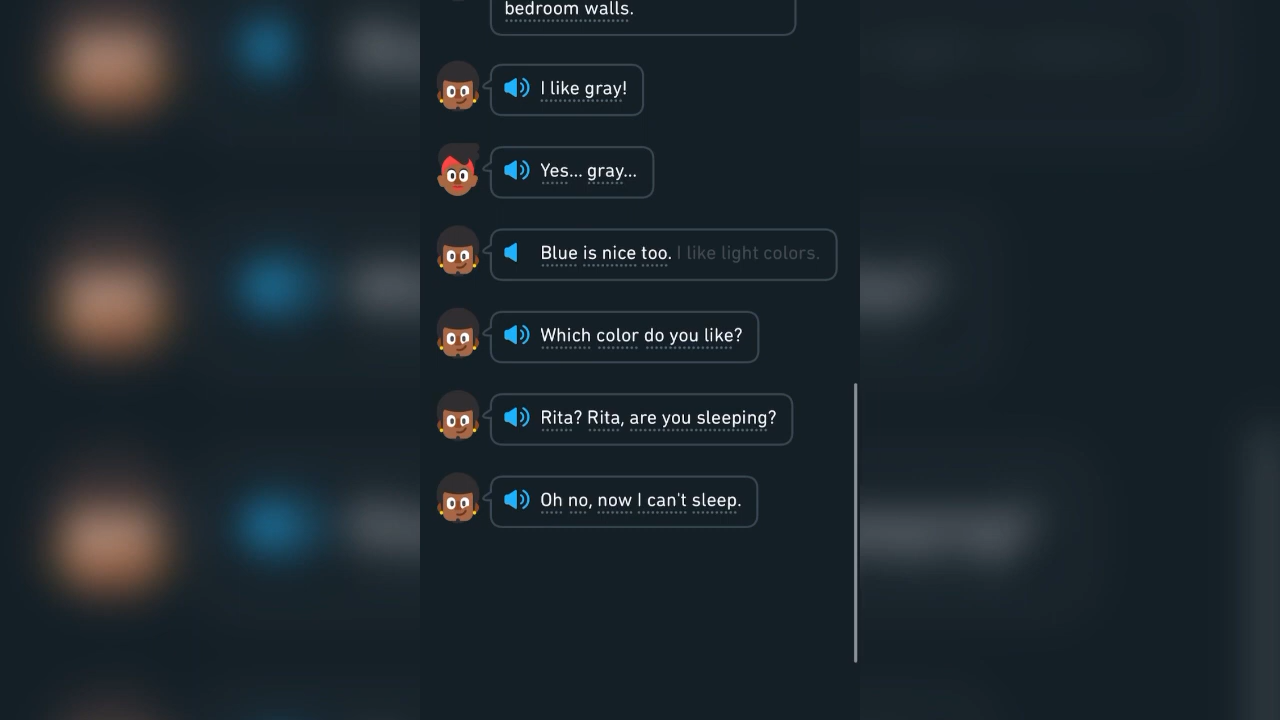 bedroom walls.
I like gray!
Yes... gray...
Blue is nice too. I like light colors.
Which color do you like?
Rita? Rita, are you sleeping?
Oh no, now I can't sleep.